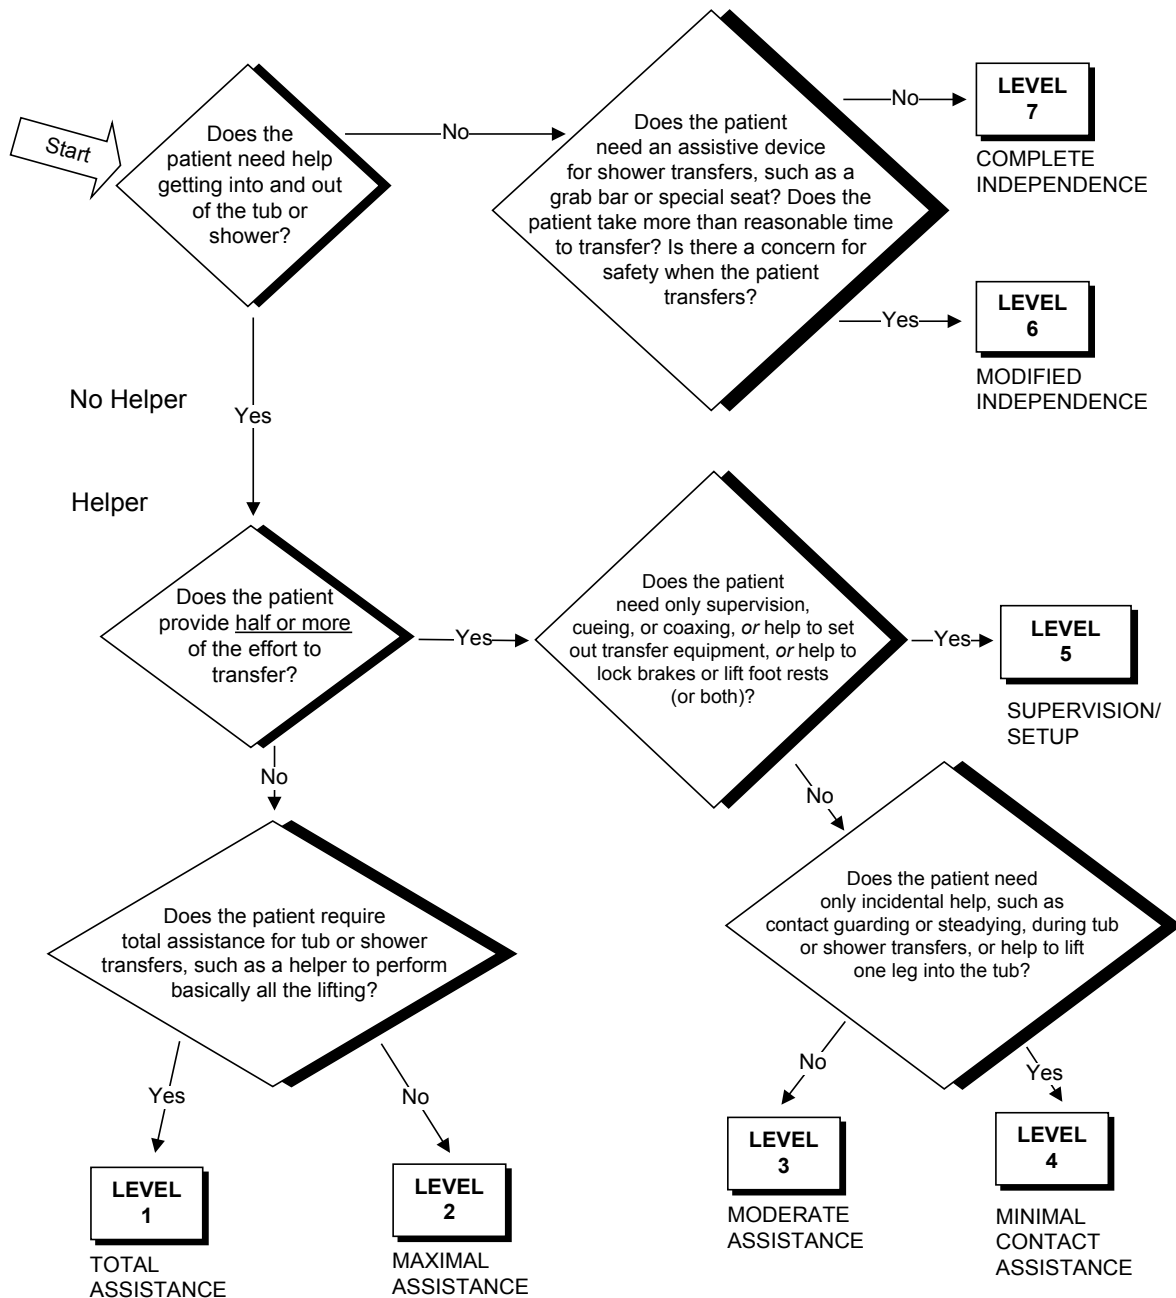 Start
Does the
patient need help
getting into and out
of the tub or
shower?
No
Does the patient
need an assistive device
for shower transfers, such as a
grab bar or special seat? Does the
patient take more than reasonable time
to transfer? Is there a concern for
safety when the patient
transfers?
No
LEVEL
7
COMPLETE
INDEPENDENCE
Yes
LEVEL
6
MODIFIED
INDEPENDENCE
No Helper
Yes
Helper
Does the patient
provide half or more
of the effort to
transfer?
Yes
Does the patient
need only supervision,
cueing, or coaxing, or help to set
out transfer equipment, or help to
lock brakes or lift foot rests
(or both)?
Yes
LEVEL
5
SUPERVISION/
SETUP
No
No
Does the patient require
total assistance for tub or shower
transfers, such as a helper to perform
basically all the lifting?
Does the patient need
only incidental help, such as
contact guarding or steadying, during tub
or shower transfers, or help to lift
one leg into the tub?
Yes
No
No
Yes
LEVEL
1
TOTAL
ASSISTANCE
LEVEL
2
MAXIMAL
ASSISTANCE
LEVEL
3
MODERATE
ASSISTANCE
LEVEL
4
MINIMAL
CONTACT
ASSISTANCE